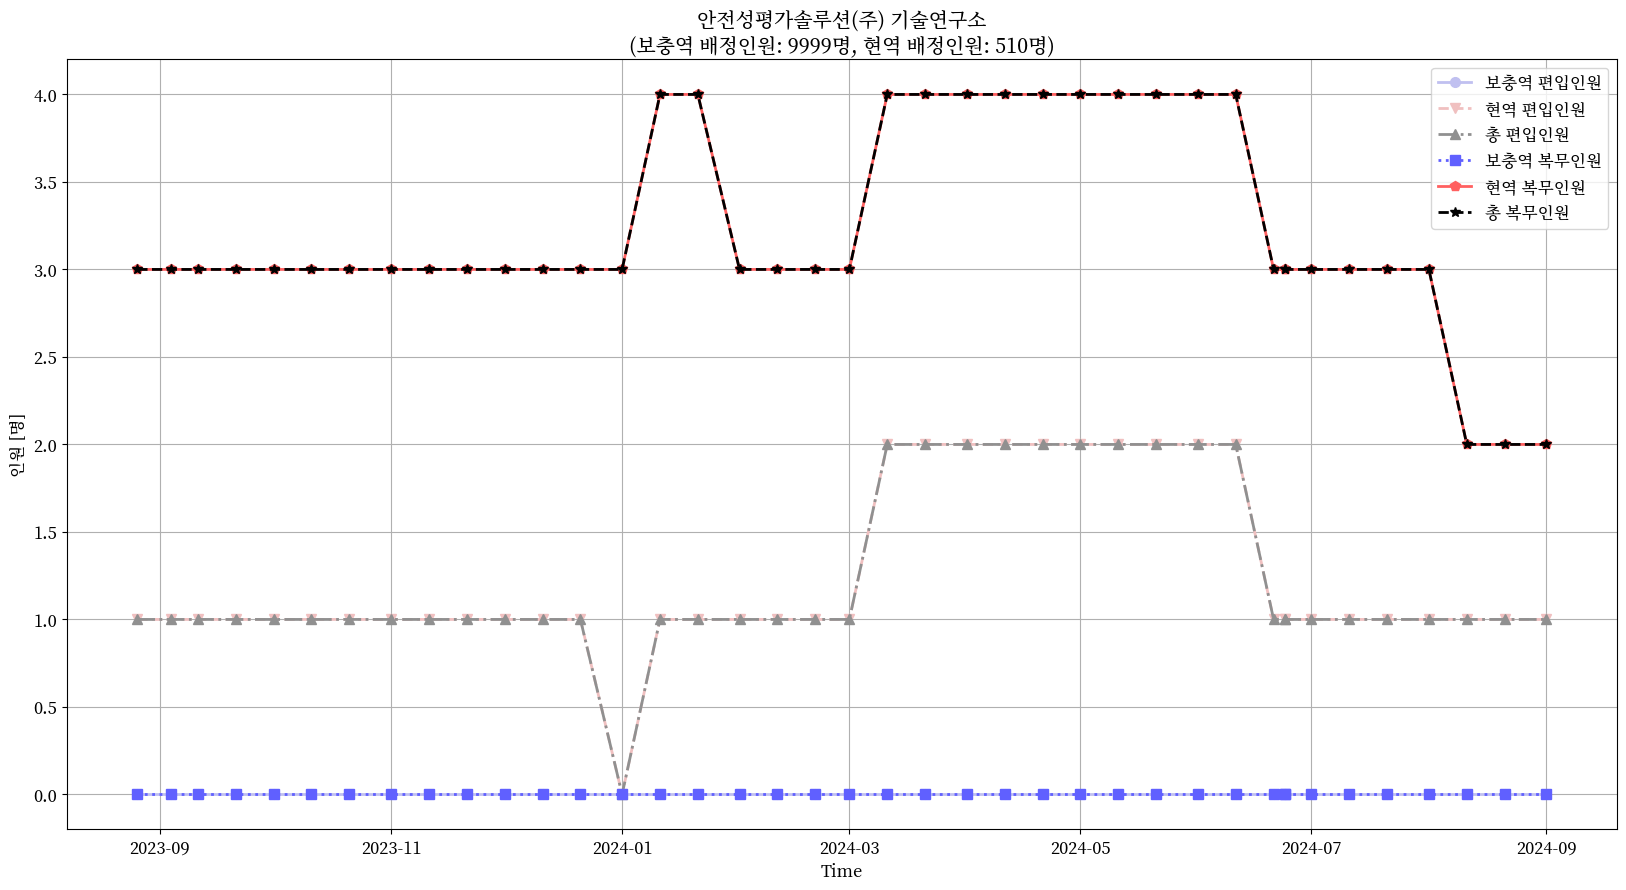 안전성평가솔루션(주) 기술연구소
(보충역 배정인원: 9999명, 현역 배정인원: 510명)
보충역 편입인원
현역 편입인원
총 편입인원
보충역 복무인원
현역 복무인원
총 복무인원
인원 [명]
4.0
3.5
3.0
2.5
2.0
1.5
1.0
0.5
0.0
2023-09
2023-11
2024-01
2024-03
2024-05
2024-07
2024-09
Time